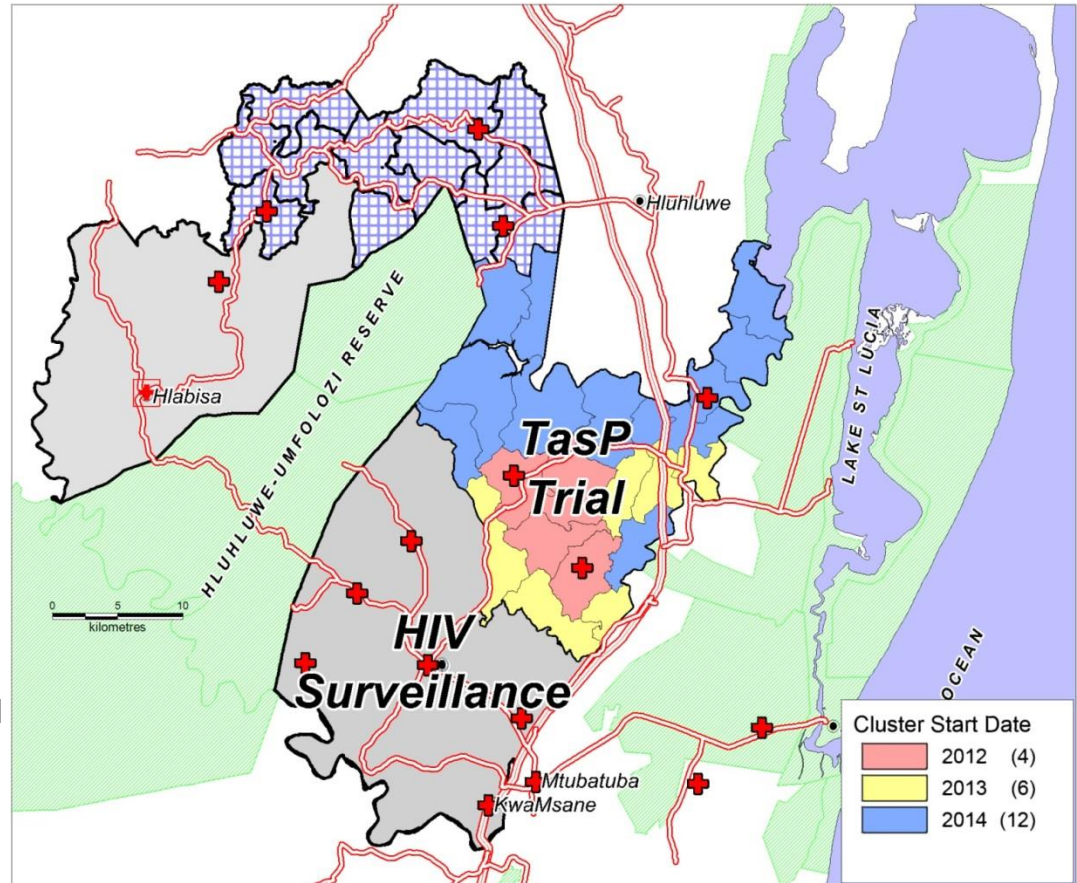 Hluhluwe
Hlabisa
HLUHLUWE-UMFOLOZI RESERVE
LAKE ST LUCIA
TasP
Trial
0 5 10
kilometres
HIV
Surveillance
OCEAN
Mtubatuba
KwaMsane
Cluster Start Date
2012 (4)
2013 (6)
2014 (12)